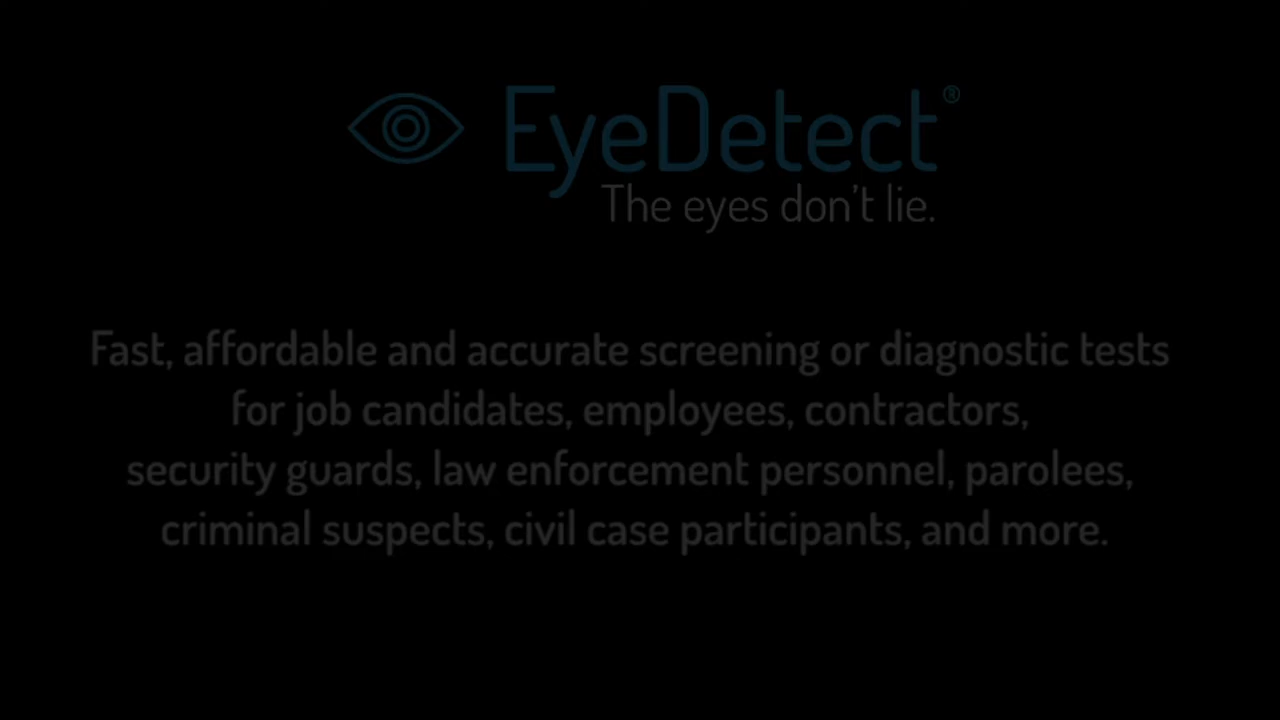 EyeDetect®
The eyes don't lie.
Fast, affordable and accurate screening or diagnostic tests
for job candidates, employees, contractors,
security guards, law enforcement personnel, parolees,
criminal suspects, civil case participants, and more.